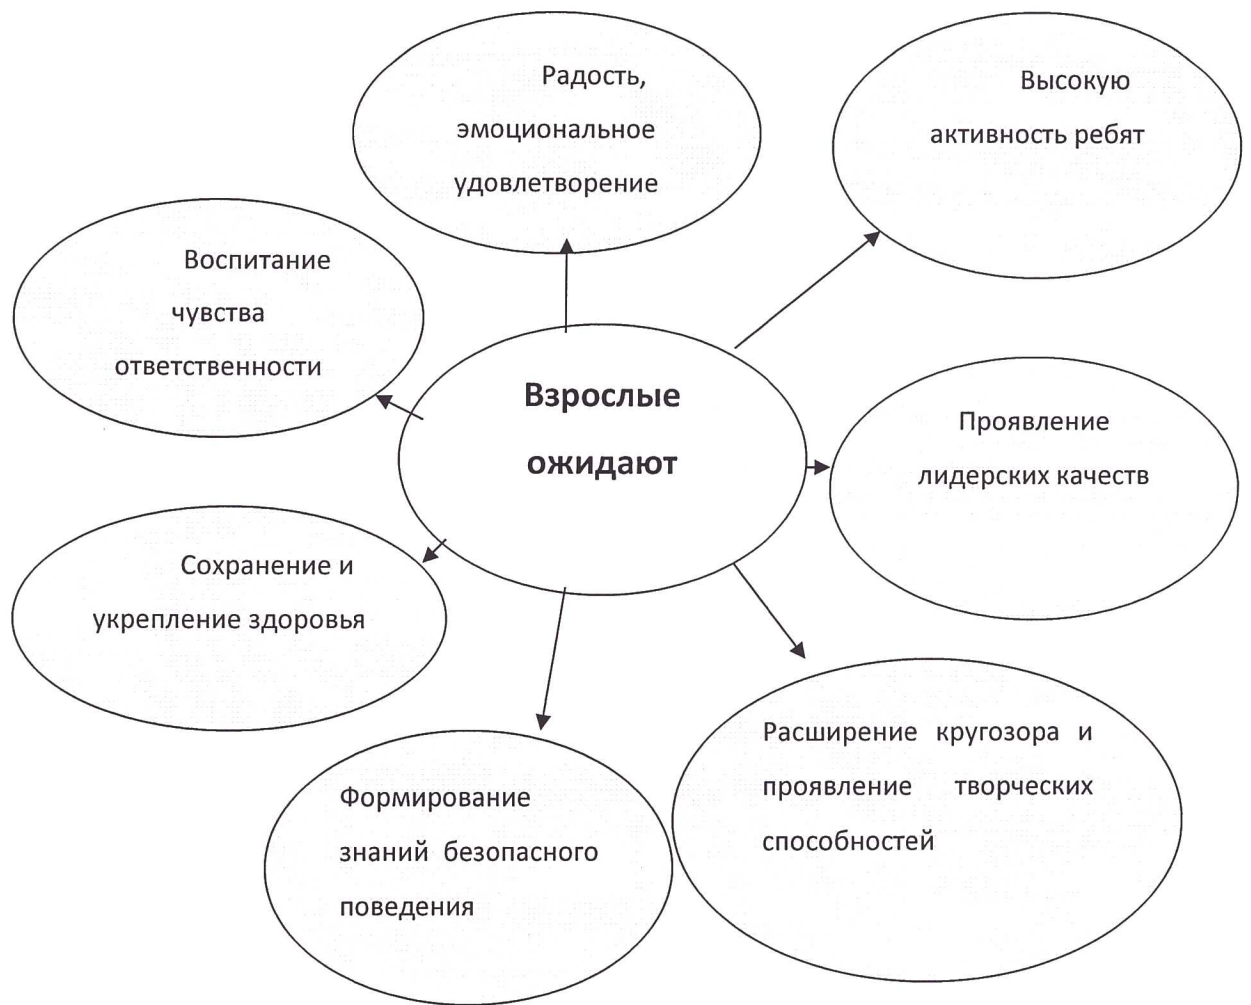 Радость,
эмоциональное
удовлетворение
Высокую
активность ребят
Воспитание
чувства
ответственности
Взрослые
ожидают
Проявление
лидерских качеств
Сохранение и
укрепление здоровья
Расширение кругозора и
проявление творческих
способностей
Формирование
знаний безопасного
поведения